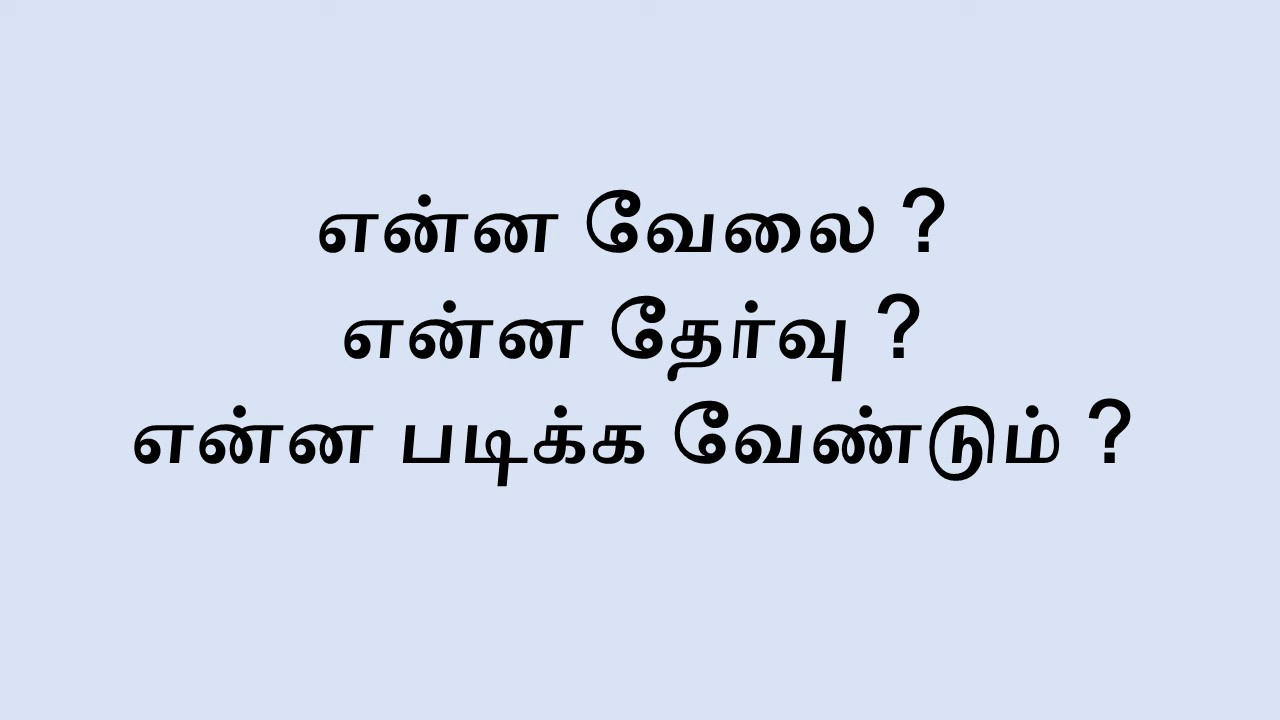 என்ன வேலை ?
என்ன தேர்வு ?
என்ன படிக்க வேண்டும் ?